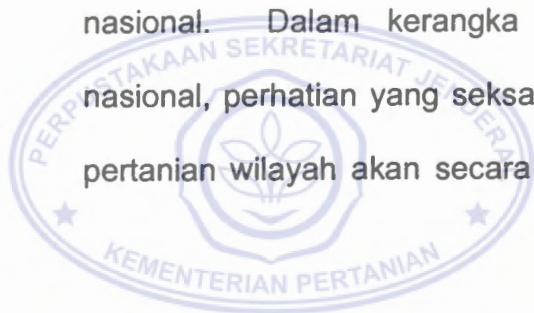 nasional. Dalam kerangka
nasional, perhatian yang seksa
pertanian wilayah akan secara
PERPUSTAKAAN SEKRETARIAT JENDERAL
KEMENTERIAN PERTANIAN